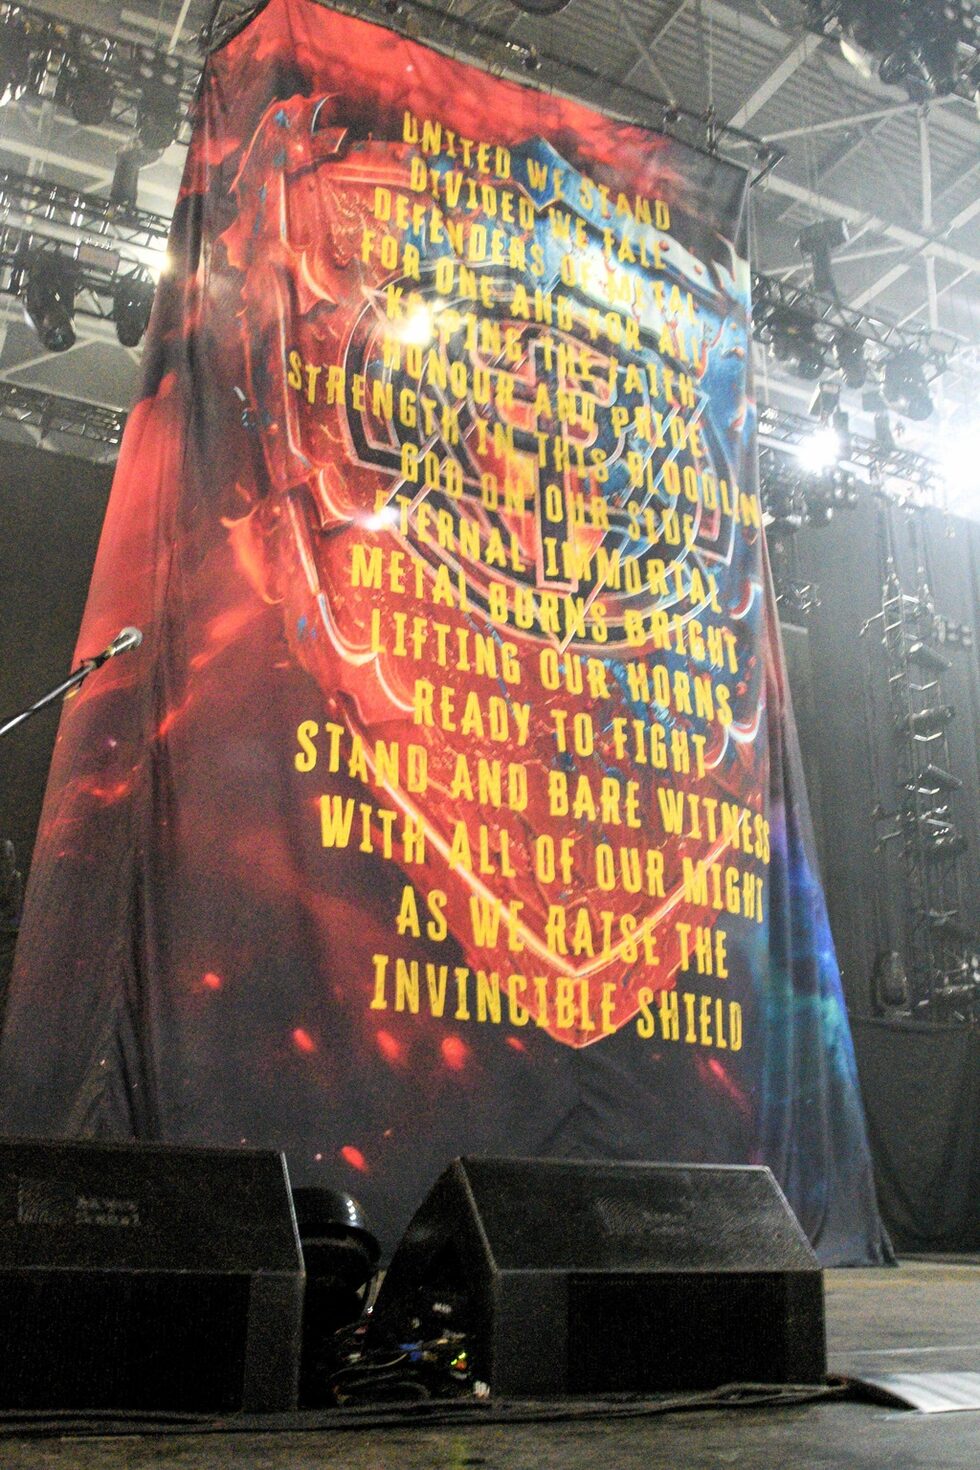 UNITED WE STAND
DIVIDED WE FALL
DEFENDERS OF METAL
FOR ONE AND FOR ALL
KEEPING THE FAITH
HONOUR AND PRIDE
STRENGTH IN THIS BLOODLIN
GOD ON OUR SIDE
ETERNAL IMMORTAL
METAL BURNS BRIGHT
LIFTING OUR HORNS
READY TO FIGHT
STAND AND BARE WITNESS
WITH ALL OF OUR MIGHT
AS WE RAISE THE
INVINCIBLE SHIELD